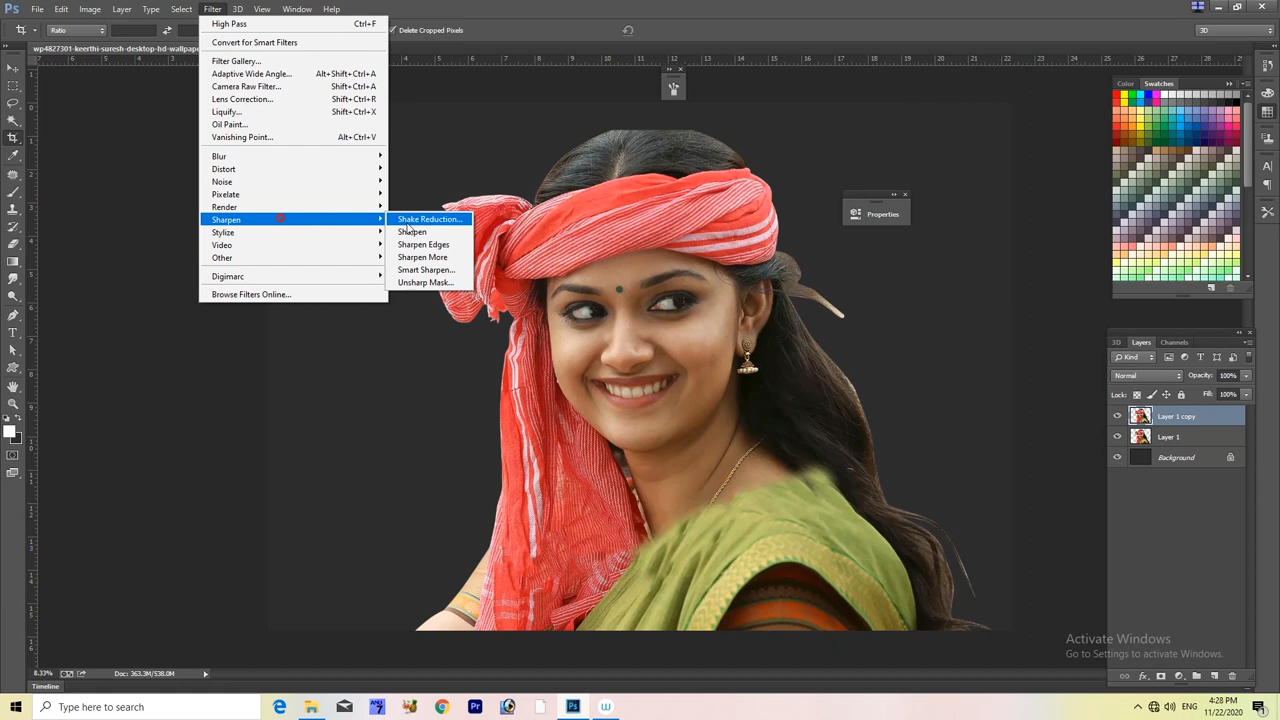 Ps File Edit Image Layer Type Select Filter 3D View Window Help
Ratio Delete Cropped Pixels 3D
wp4827301-keerthi-suresh-desktop-hd-wallpape
High Pass Ctrl+F
Convert for Smart Filters
Filter Gallery...
Adaptive Wide Angle... Alt+Shift+Ctrl+A
Camera Raw Filter... Shift+Ctrl+A
Lens Correction... Shift+Ctrl+R
Liquify... Shift+Ctrl+X
Oil Paint...
Vanishing Point... Alt+Ctrl+V
Blur
Distort
Noise
Pixelate
Render
Sharpen
Stylize
Video
Other
Digimarc
Browse Filters Online...
Shake Reduction...
Sharpen
Sharpen Edges
Sharpen More
Smart Sharpen...
Unsharp Mask...
Color Swatches
Properties
3D Layers Channels
Kind
Normal Opacity: 100%
Lock: Fill: 100%
Layer 1 copy
Layer 1
Background
Activate Windows
Go to Settings to activate Windows.
8.33% Doc: 363.3M/538.0M
Timeline
Type here to search
4:28 PM
11/22/2020